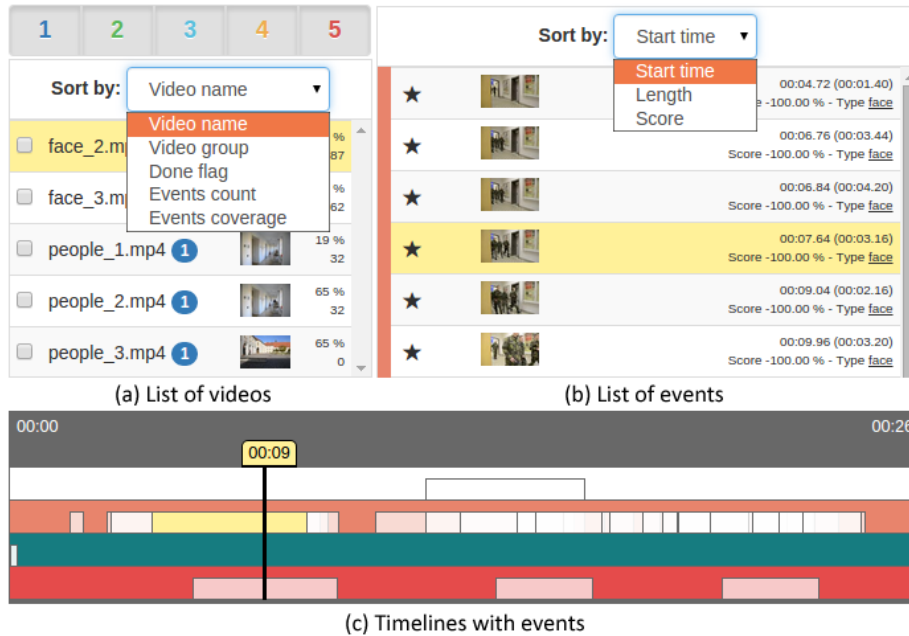 1 2 3 4 5
Sort by: Video name
Video name
Video group
Done flag
Events count
Events coverage
face_2.m
%
87
face_3.m
%
62
people_1.mp4 1
19 %
32
people_2.mp4 1
65 %
32
people_3.mp4 1
65 %
0
(a) List of videos
Sort by: Start time
Start time
Length
Score
00:04.72 (00:01.40)
-100.00 % - Type face
00:06.76 (00:03.44)
Score -100.00 % - Type face
00:06.84 (00:04.20)
Score -100.00 % - Type face
00:07.64 (00:03.16)
Score -100.00 % - Type face
00:09.04 (00:02.16)
Score -100.00 % - Type face
00:09.96 (00:03.20)
Score -100.00 % - Type face
(b) List of events
00:00
00:26
00:09
(c) Timelines with events